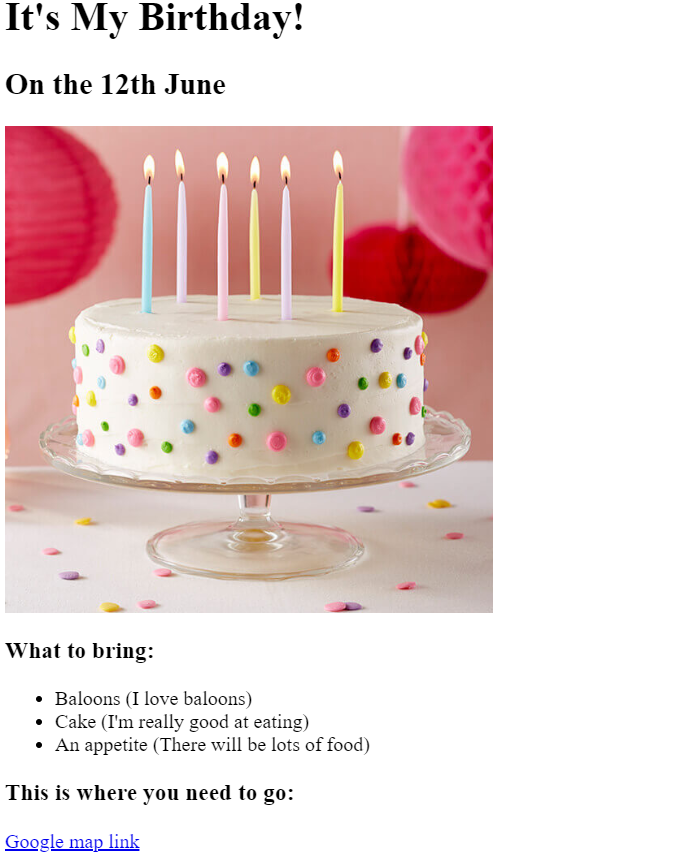 It's My Birthday!
On the 12th June
What to bring:
Baloons (I love baloons)
Cake (I'm really good at eating)
An appetite (There will be lots of food)
This is where you need to go:
Google map link